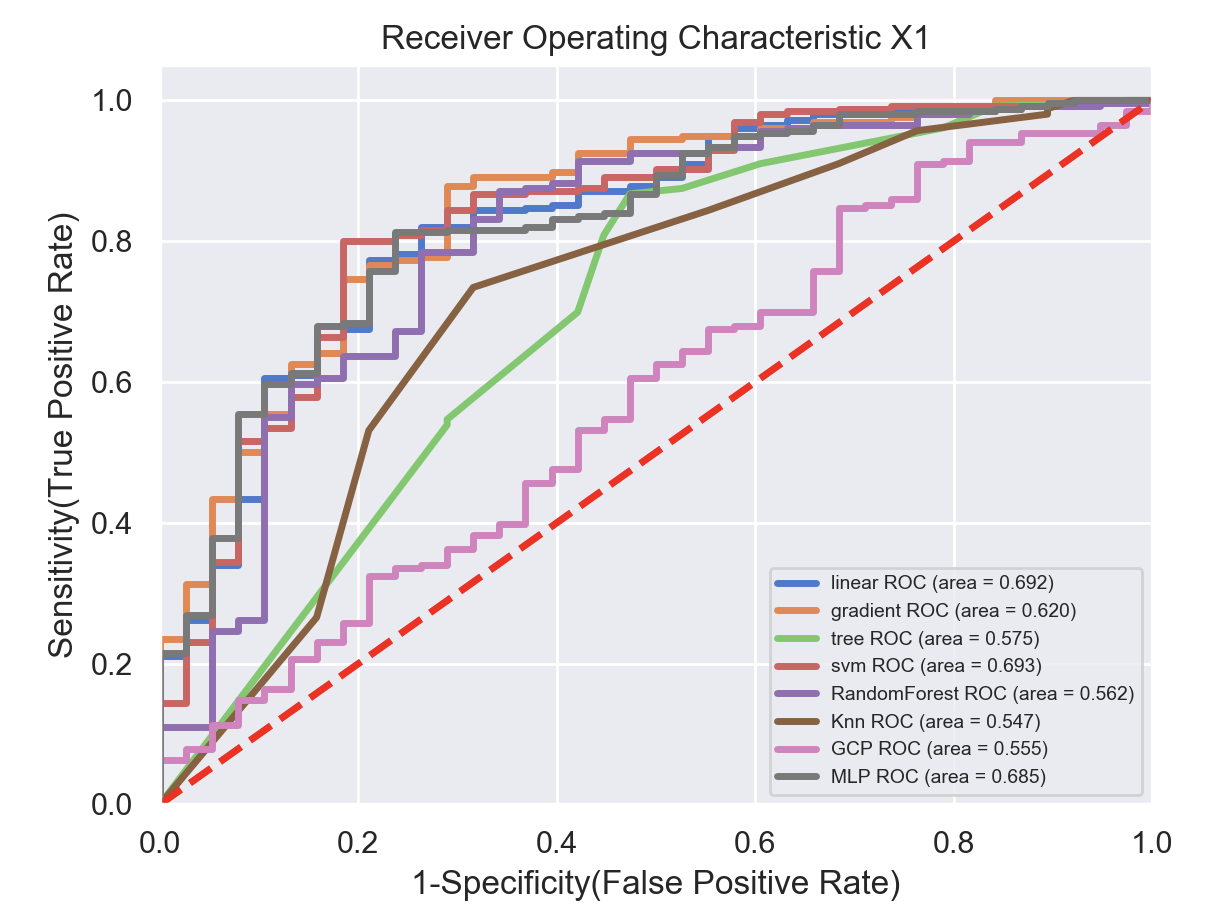 Receiver Operating Characteristic X1
Sensitivity(True Positive Rate)
1.0
0.8
0.6
0.4
0.2
0.0
linear ROC (area = 0.692)
gradient ROC (area = 0.620)
tree ROC (area = 0.575)
svm ROC (area = 0.693)
RandomForest ROC (area = 0.562)
Knn ROC (area = 0.547)
GCP ROC (area = 0.555)
MLP ROC (area = 0.685)
0.0 0.2 0.4 0.6 0.8 1.0
1-Specificity(False Positive Rate)